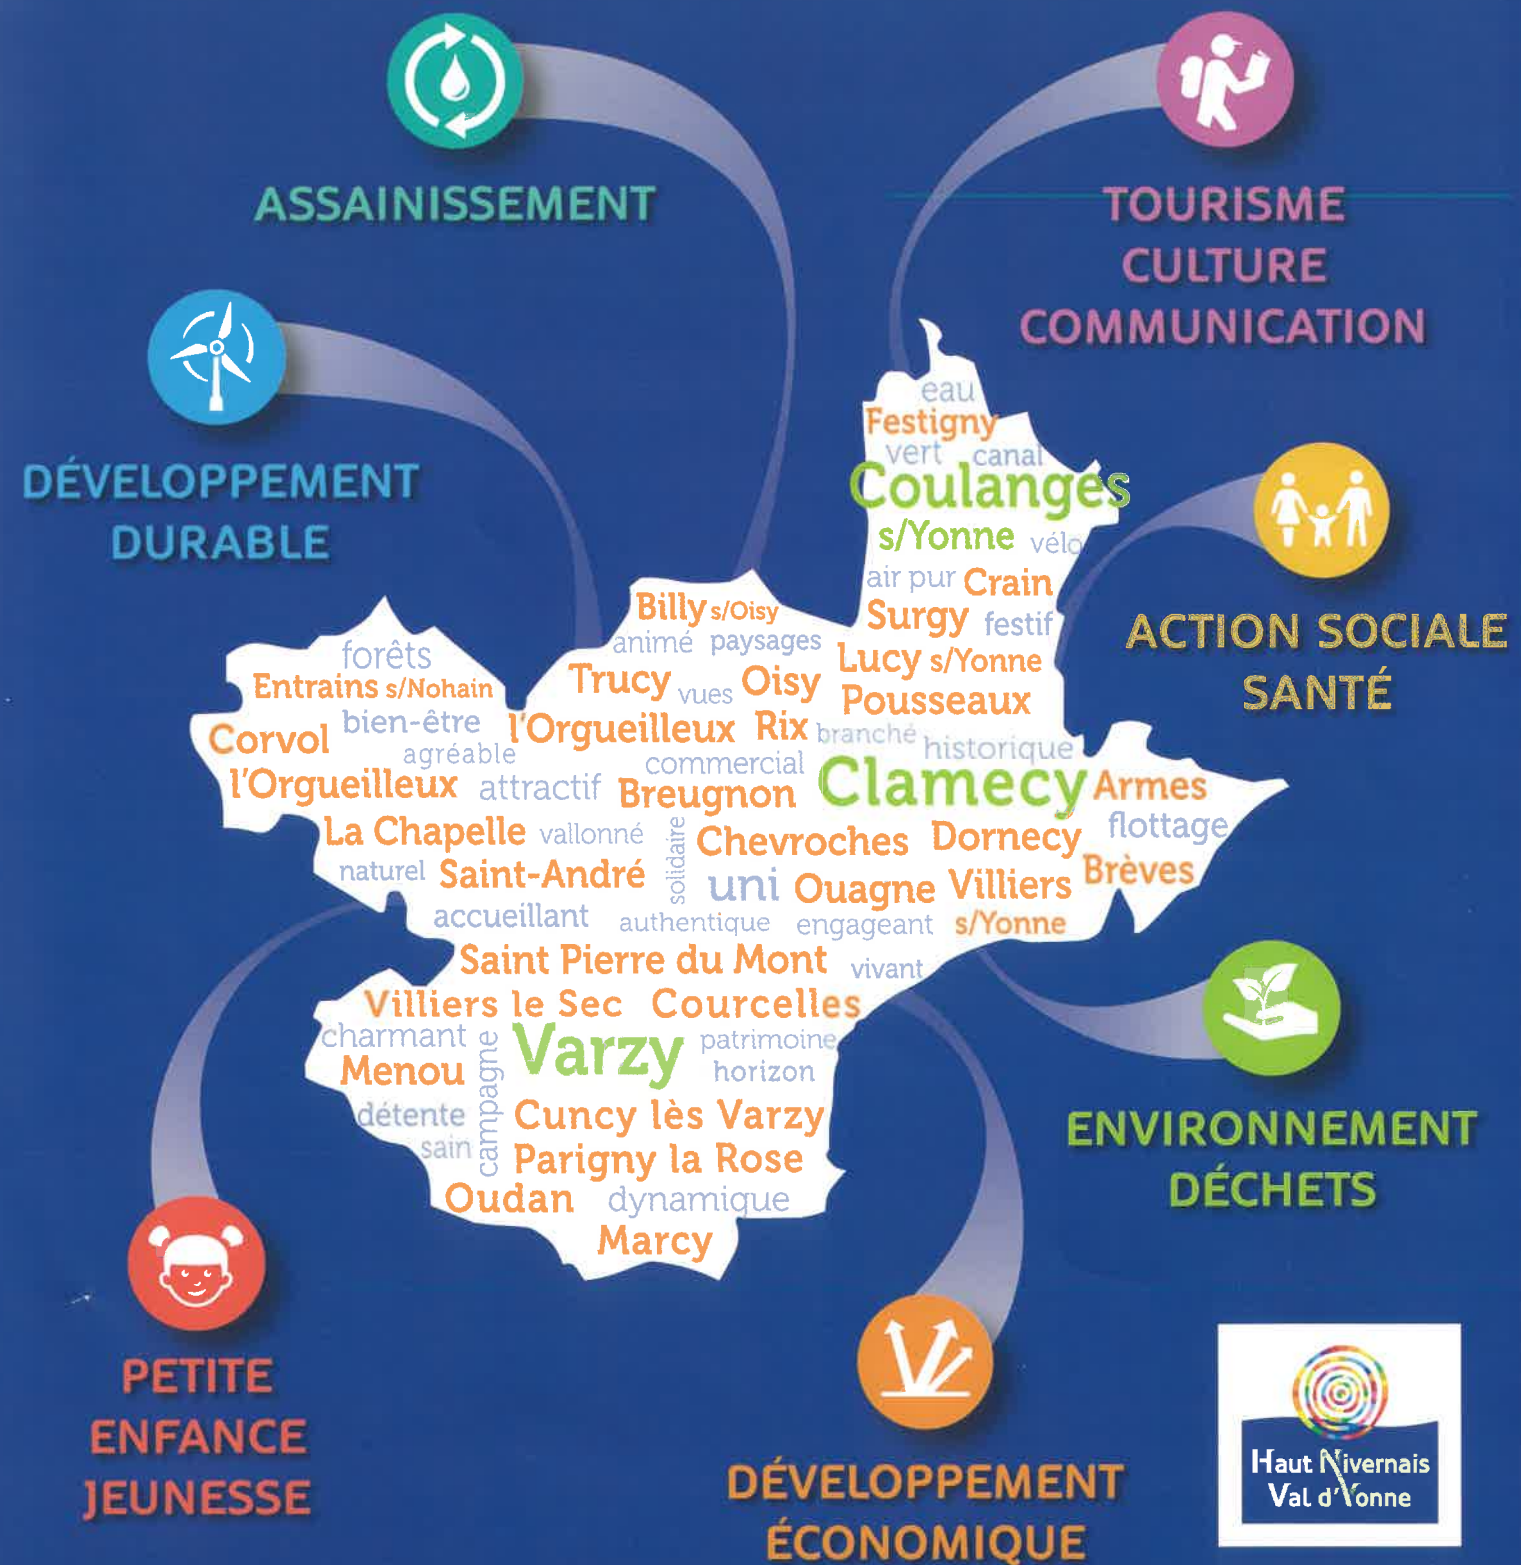 ASSAINISSEMENT
TOURISME
CULTURE
COMMUNICATION
DÉVELOPPEMENT
DURABLE
ACTION SOCIALE
SANTÉ
eau
Festigny
vert canal
Coulanges
s/Yonne vélo
air pur Crain
Billy s/Oisy
Surgy festif
animé paysages
forêts
Lucy s/Yonne
Entrains s/Nohain
Trucy vues Oisy
Pousseaux
Corvol bien-être l'Orgueilleux Rix branché historique
agréable
commercial
l'Orgueilleux attractif Breugnon Clamecy Armes
La Chapelle vallonné solidaire Chevroches Dornecy flottage
naturel Saint-André uni Ouagne Villiers Brèves
accueillant authentique engageant s/Yonne
Saint Pierre du Mont vivant
Villiers le Sec Courcelles
charmant campagne Varzy patrimoine
Menou horizon
détente Cuncy lès Varzy
sain Parigny la Rose
Oudan dynamique
Marcy
ENVIRONNEMENT
DÉCHETS
PETITE
ENFANCE
JEUNESSE
DÉVELOPPEMENT
ÉCONOMIQUE
Haut Nivernais
Val d'Yonne